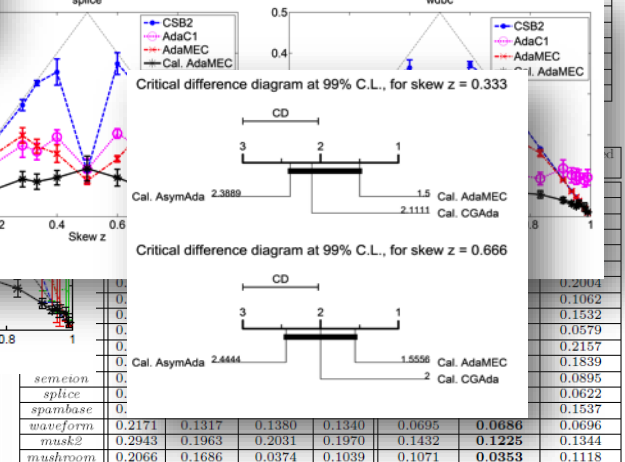 splice
wdbc
CSB2
AdaC1
AdaMEC
Cal. AdaMEC
0.5
0.4
CSB2
AdaC1
AdaMEC
Cal. AdaMEC
0.4 0.6
Skew z
0.8 1
Critical difference diagram at 99% C.L., for skew z = 0.333
CD
3 2 1
Cal. AsymAda 2.3889
1.5 Cal. AdaMEC
2.1111 Cal. CGAda
Critical difference diagram at 99% C.L., for skew z = 0.666
CD
3 2 1
Cal. AsymAda 2.4444
1.5556 Cal. AdaMEC
2 Cal. CGAda
0.8 1
0.2004
0.1062
0.1532
0.0579
0.2157
0.1839
semeion 0. 0.0895
splice 0. 0.0622
spambase 0. 0.1537
waveform 0.2171 0.1317 0.1380 0.1340 0.0695 0.0686 0.0696
musk2 0.2943 0.1963 0.2031 0.1970 0.1432 0.1225 0.1344
mushroom 0.2066 0.1686 0.0374 0.1039 0.1071 0.0353 0.1118